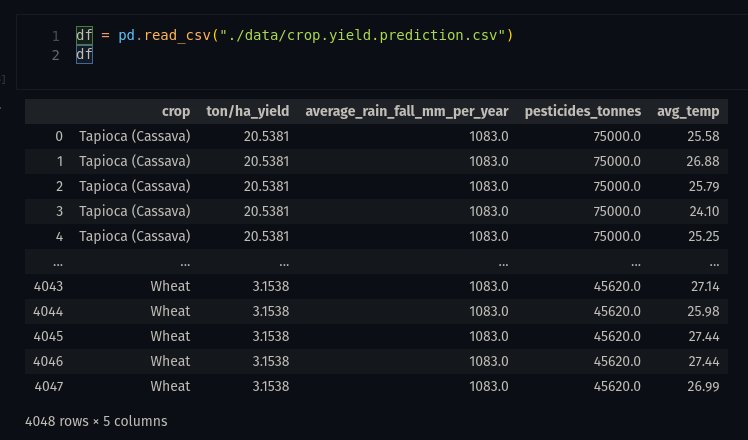 1 df = pd.read_csv("./data/crop.yield.prediction.csv")
2 df
crop ton/ha_yield average_rain_fall_mm_per_year pesticides_tonnes avg_temp
0 Tapioca (Cassava) 20.5381 1083.0 75000.0 25.58
1 Tapioca (Cassava) 20.5381 1083.0 75000.0 26.88
2 Tapioca (Cassava) 20.5381 1083.0 75000.0 25.79
3 Tapioca (Cassava) 20.5381 1083.0 75000.0 24.10
4 Tapioca (Cassava) 20.5381 1083.0 75000.0 25.25
... ... ... ... ... ...
4043 Wheat 3.1538 1083.0 45620.0 27.14
4044 Wheat 3.1538 1083.0 45620.0 25.98
4045 Wheat 3.1538 1083.0 45620.0 27.44
4046 Wheat 3.1538 1083.0 45620.0 27.44
4047 Wheat 3.1538 1083.0 45620.0 26.99
4048 rows × 5 columns